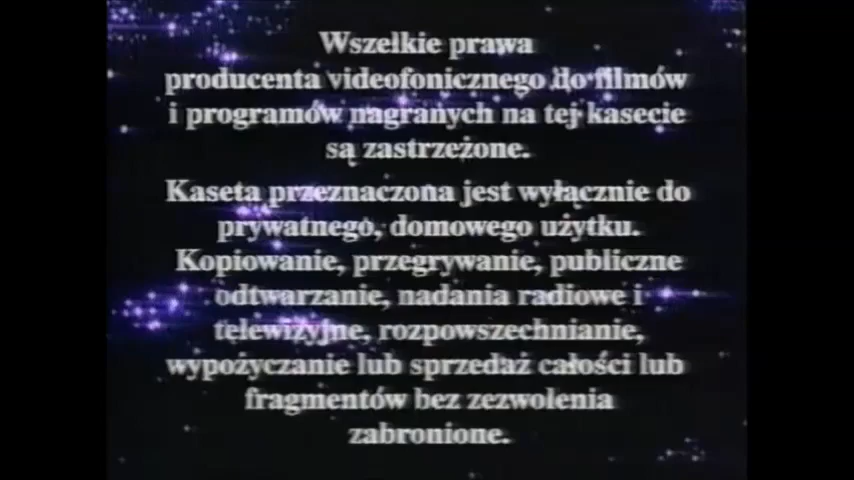 Wszelkie prawa
producenta videofonicznego do filmów
i programów nagranych na tej kasecie
są zastrzeżone.
Kaseta przeznaczona jest wyłącznie do
prywatnego, domowego użytku.
Kopiowanie, przegrywanie, publiczne
odtwarzanie, nadania radiowe i
telewizyjne, rozpowszechnianie,
wypożyczanie lub sprzedaż całości lub
fragmentów bez zezwolenia
zabronione.